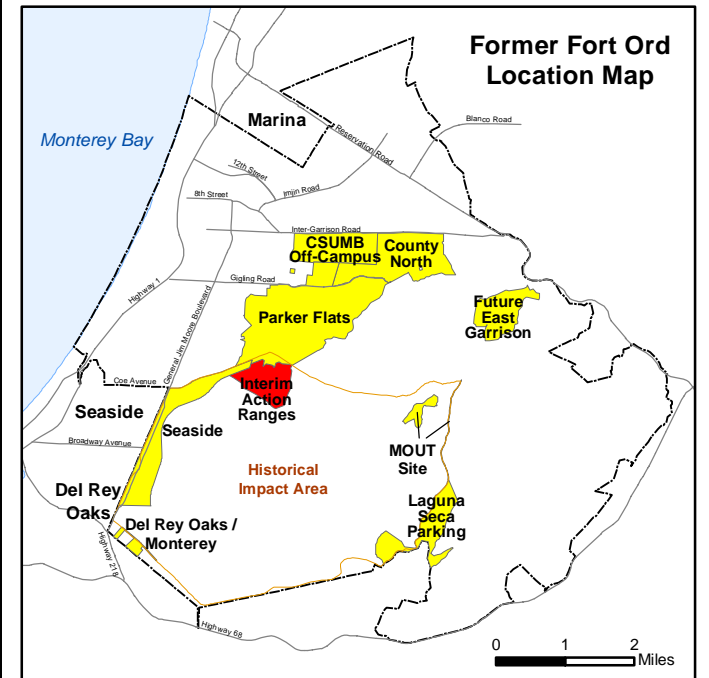 Former Fort Ord
Location Map
Marina
Blanco Road
Monterey Bay
Reservation Road
12th Street
Imjin Road
8th Street
Inter-Garrison Road
CSUMB
Off-Campus
County
North
Gigling Road
Highway 1
General Jim Moore Boulevard
Parker Flats
Future
East
Garrison
Coe Avenue
Interim
Action
Ranges
Seaside
Seaside
Broadway Avenue
MOUT
Site
Historical
Impact Area
Del Rey
Oaks
Laguna
Seca
Parking
Del Rey Oaks /
Monterey
Highway 218
Highway 68
0 1 2
Miles